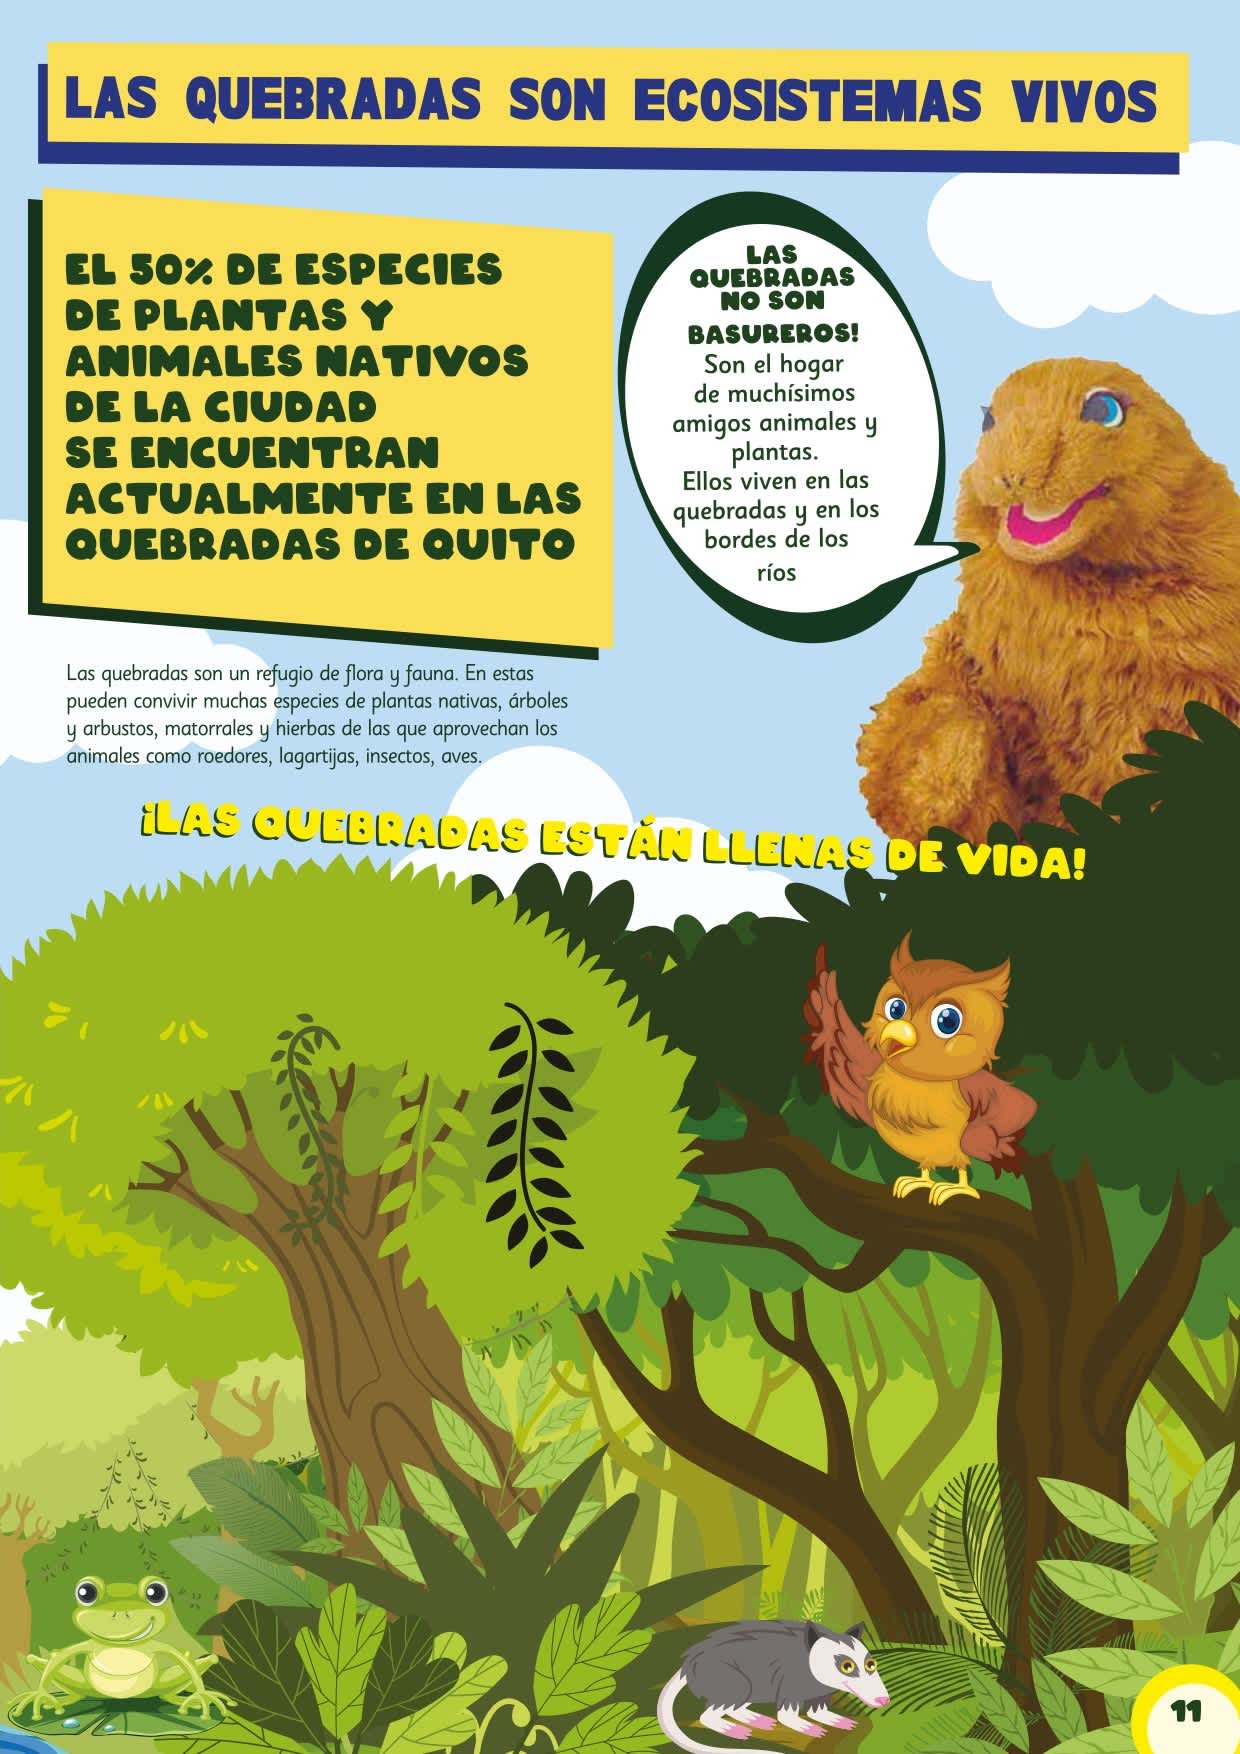 LAS QUEBRADAS SON ECOSISTEMAS VIVOS
EL 50% DE ESPECIES
DE PLANTAS Y
ANIMALES NATIVOS
DE LA CIUDAD
SE ENCUENTRAN
ACTUALMENTE EN LAS
QUEBRADAS DE QUITO
LAS
QUEBRADAS
NO SON
BASUREROS!
Son el hogar
de muchísimos
amigos animales y
plantas.
Ellos viven en las
quebradas y en los
bordes de los
ríos
Las quebradas son un refugio de flora y fauna. En estas
pueden convivir muchas especies de plantas nativas, árboles
y arbustos, matorrales y hierbas de las que aprovechan los
animales como roedores, lagartijas, insectos, aves.
¡LAS QUEBRADAS ESTÁN LLENAS DE VIDA!
11